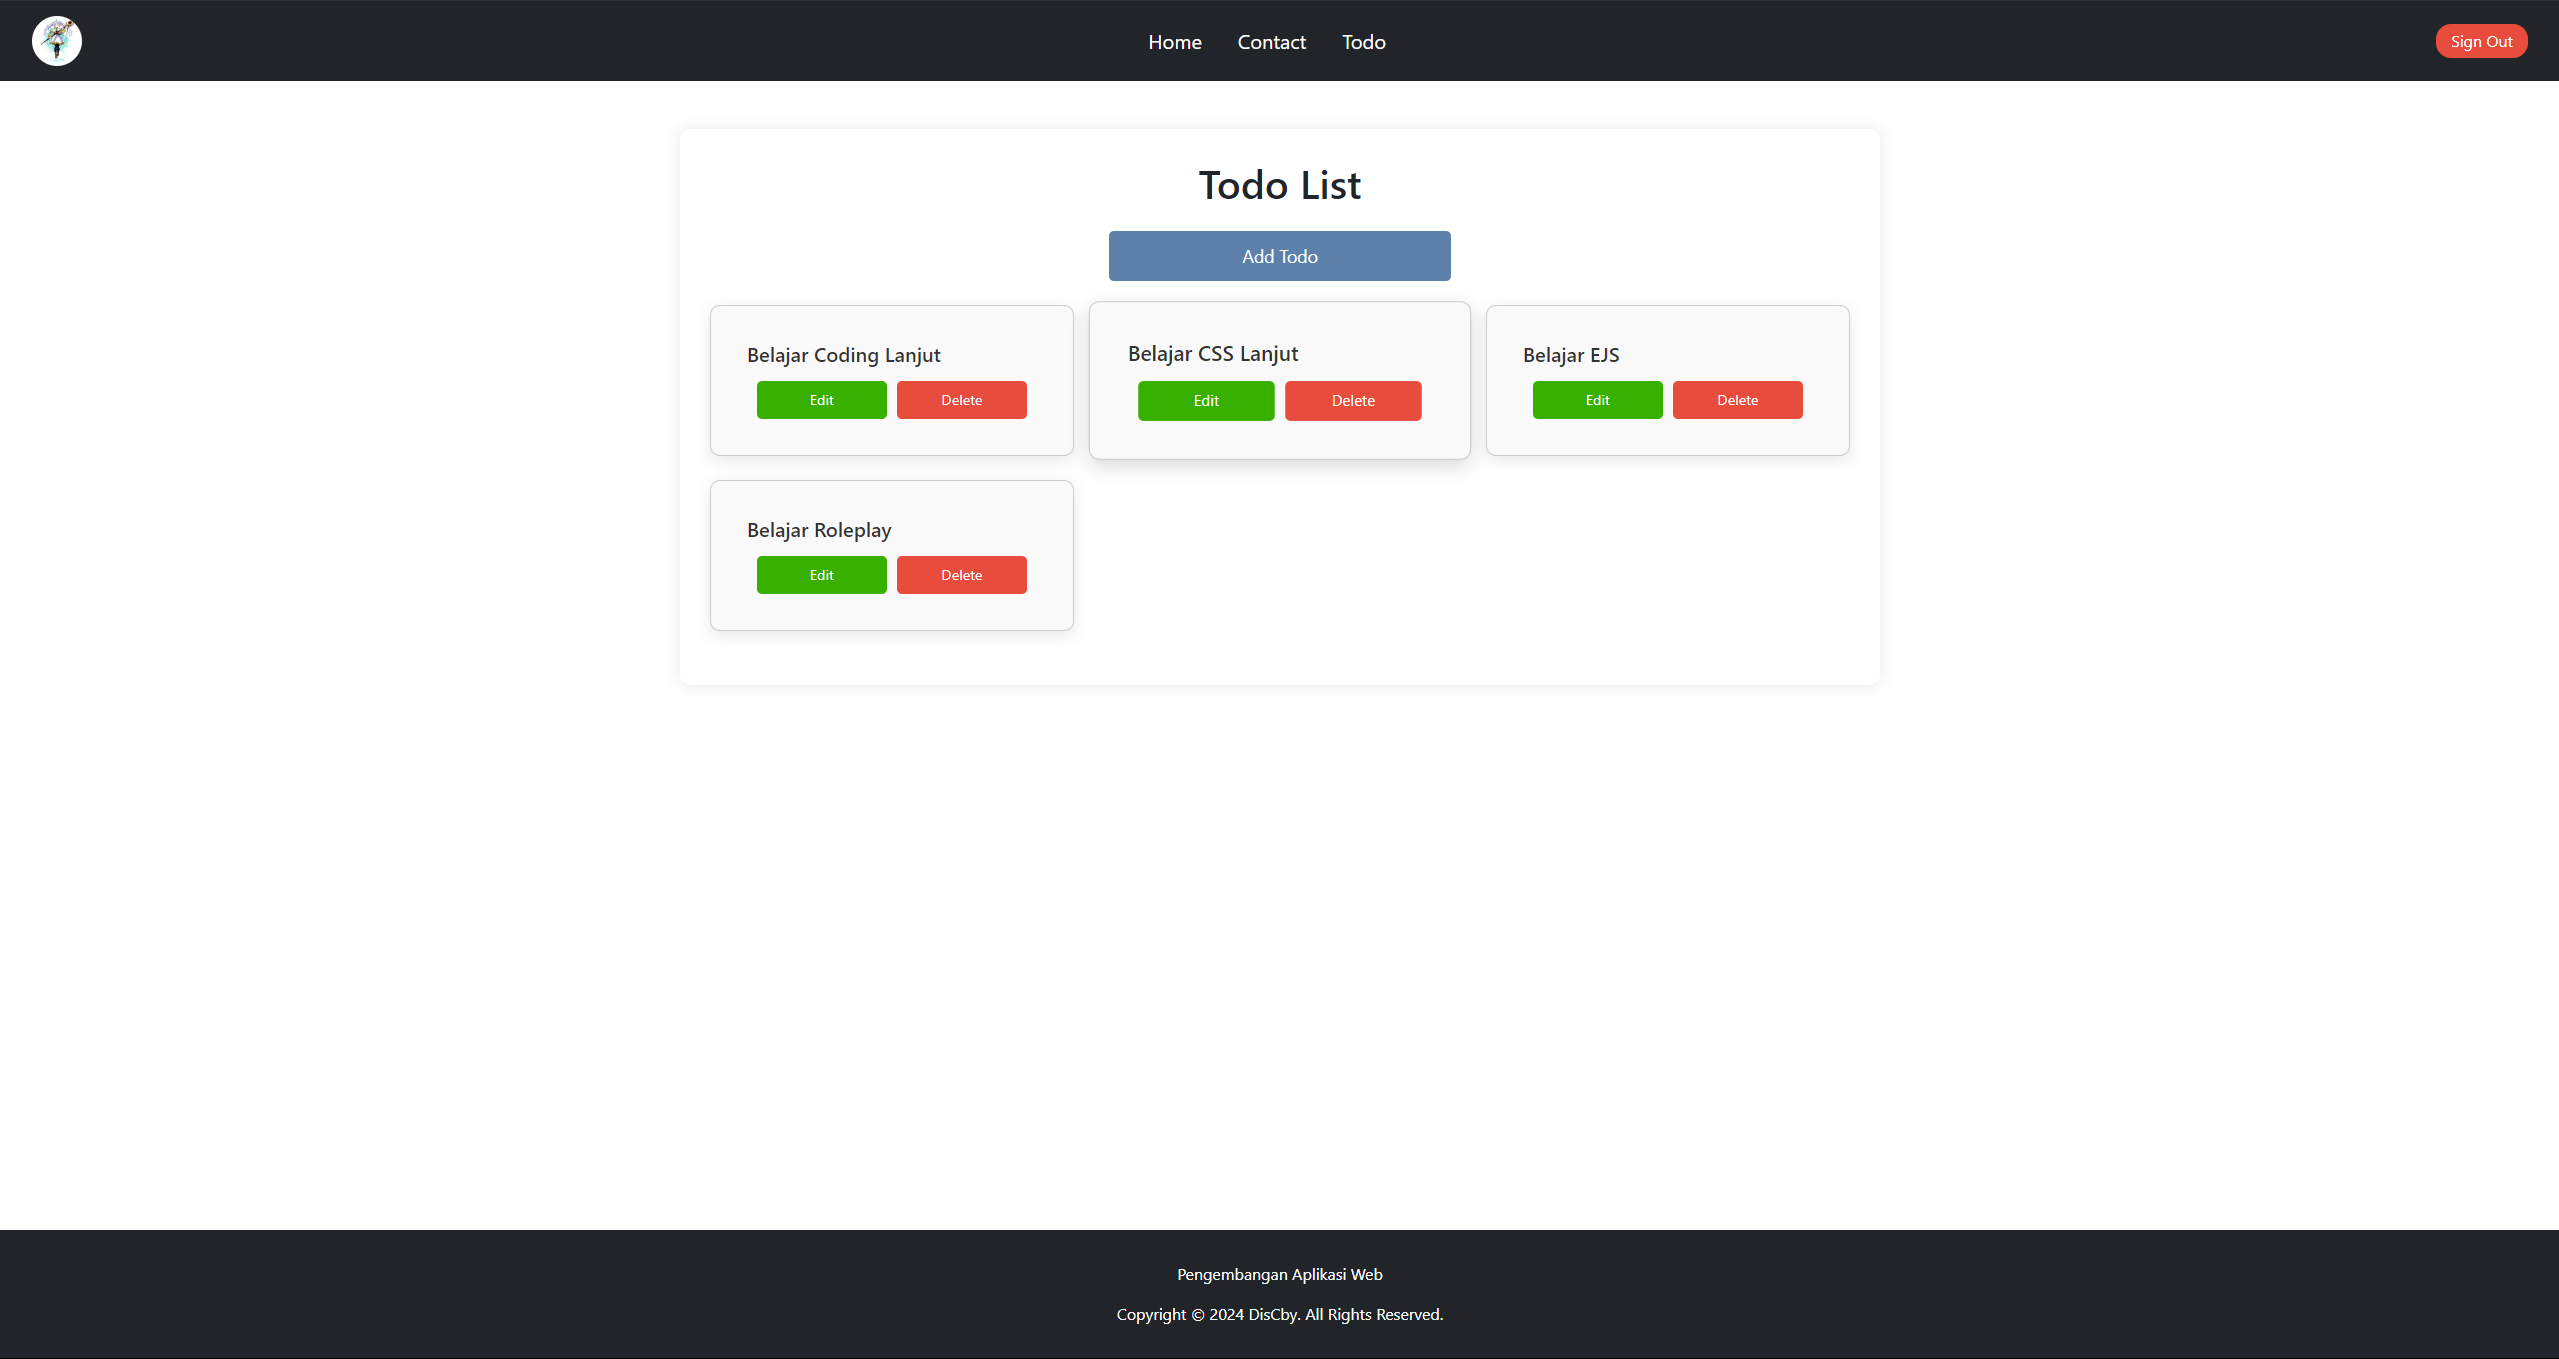 Home Contact Todo Sign Out
Todo List
Add Todo
Belajar Coding Lanjut
Edit Delete
Belajar CSS Lanjut
Edit Delete
Belajar EJS
Edit Delete
Belajar Roleplay
Edit Delete
Pengembangan Aplikasi Web
Copyright © 2024 DisCby. All Rights Reserved.